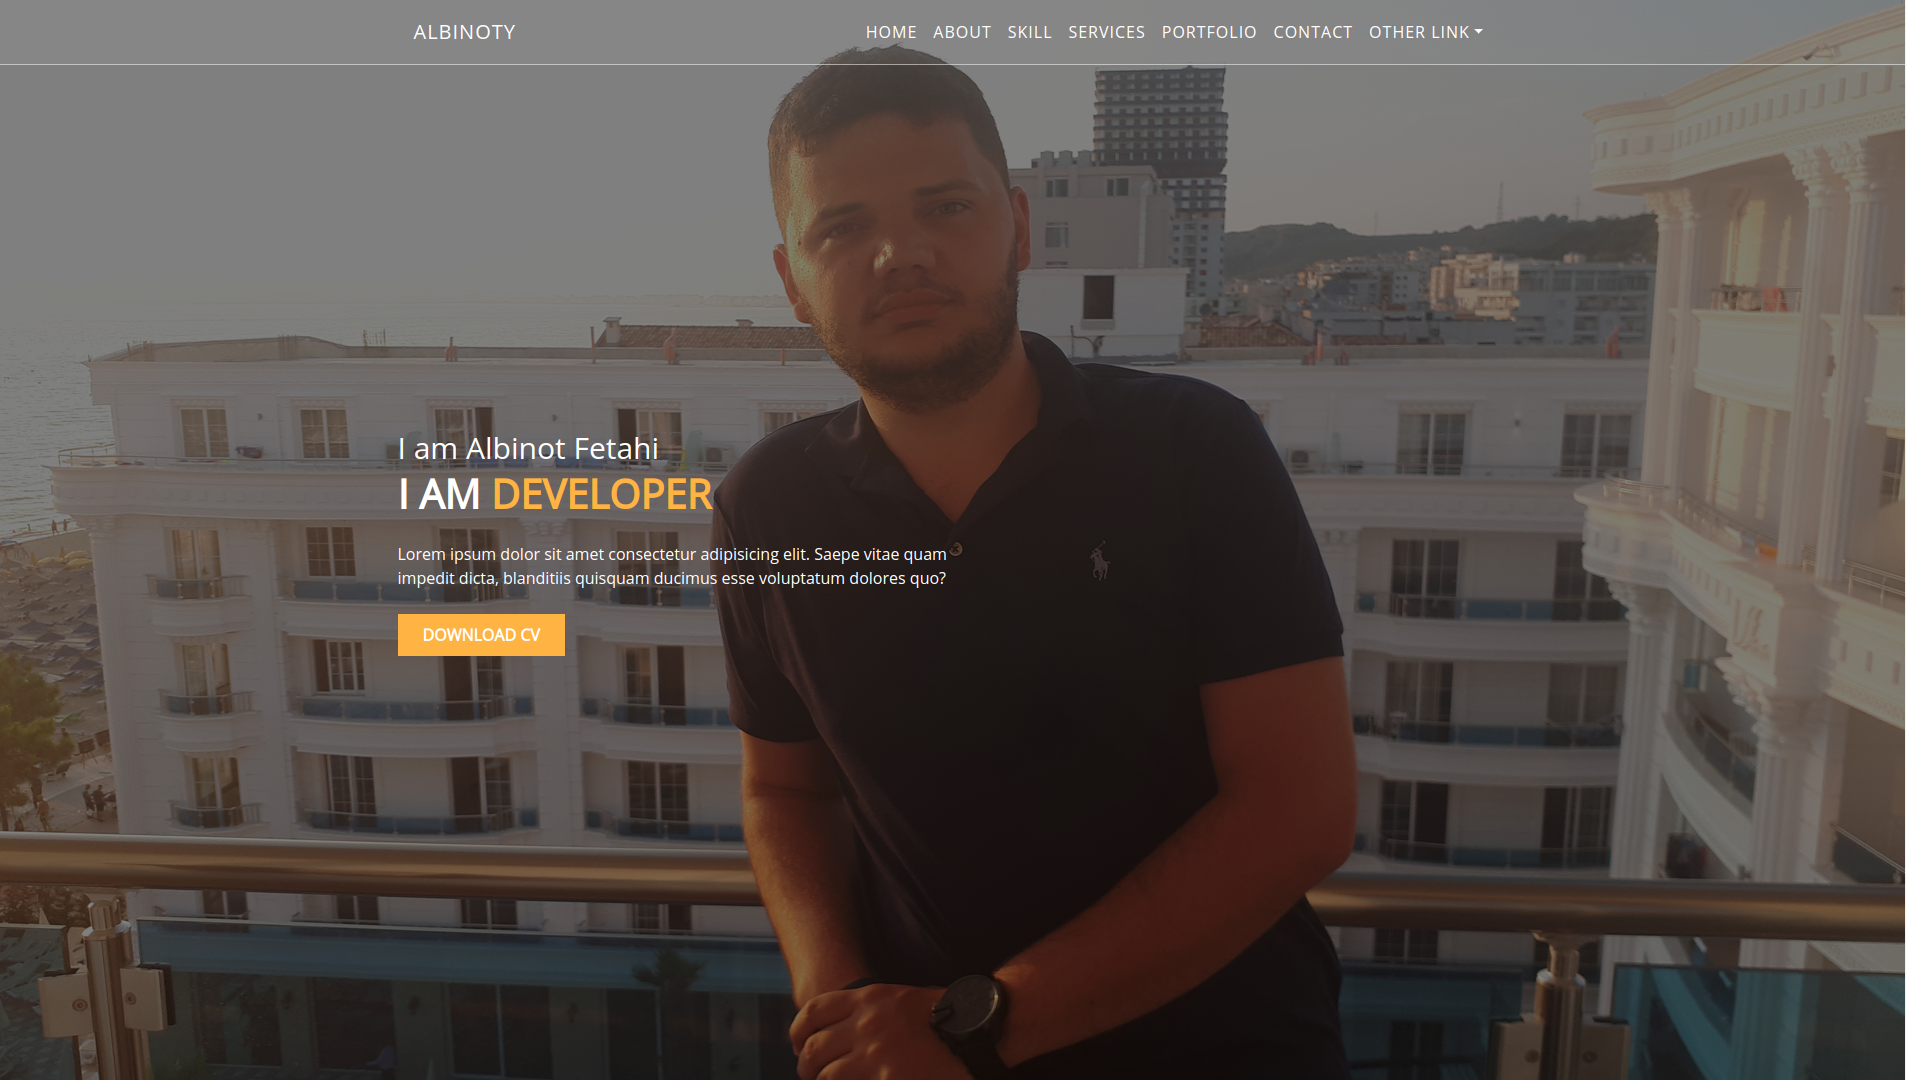 ALBINOTY
HOME ABOUT SKILL SERVICES PORTFOLIO CONTACT OTHER LINK
I am Albinot Fetahi
I AM DEVELOPER
Lorem ipsum dolor sit amet consectetur adipisicing elit. Saepe vitae quam
impedit dicta, blanditiis quisquam ducimus esse voluptatum dolores quo?
DOWNLOAD CV